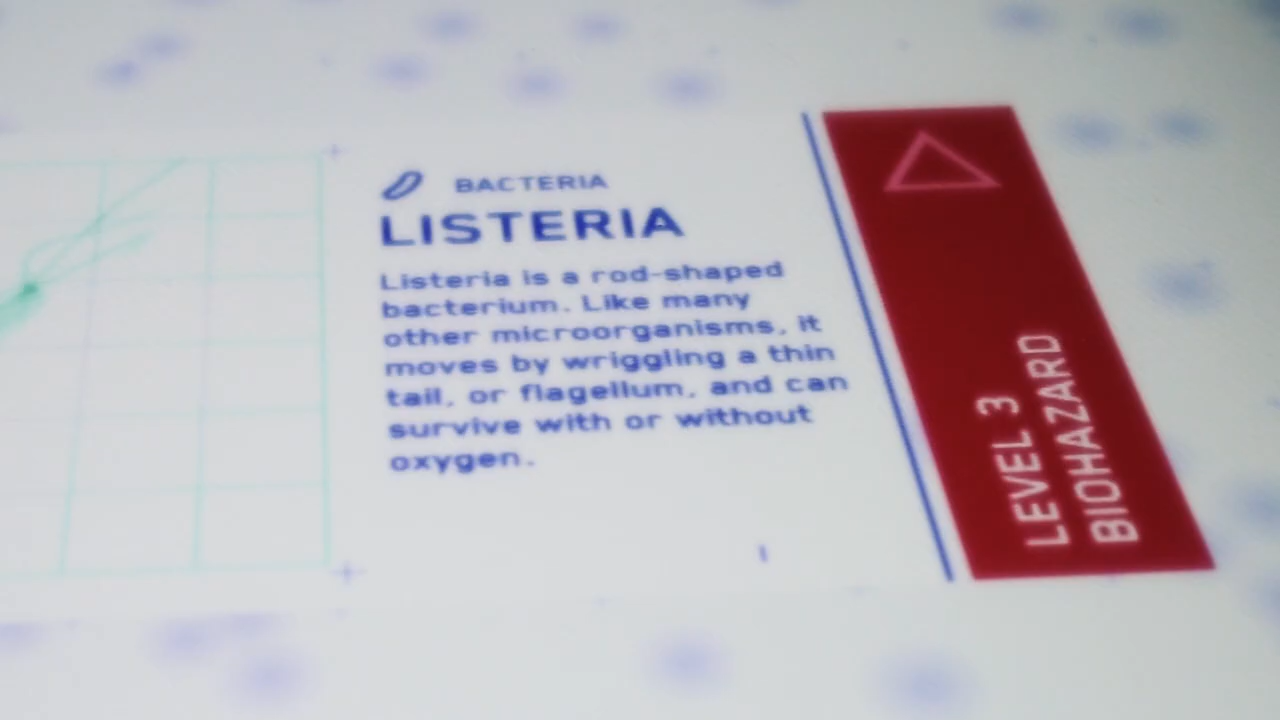 BACTERIA
LISTERIA
Listeria is a rod-shaped
bacterium. Like many
other microorganisms, it
moves by wriggling a thin
tail, or flagellum, and can
survive with or without
oxygen.
LEVEL 3
BIOHAZARD